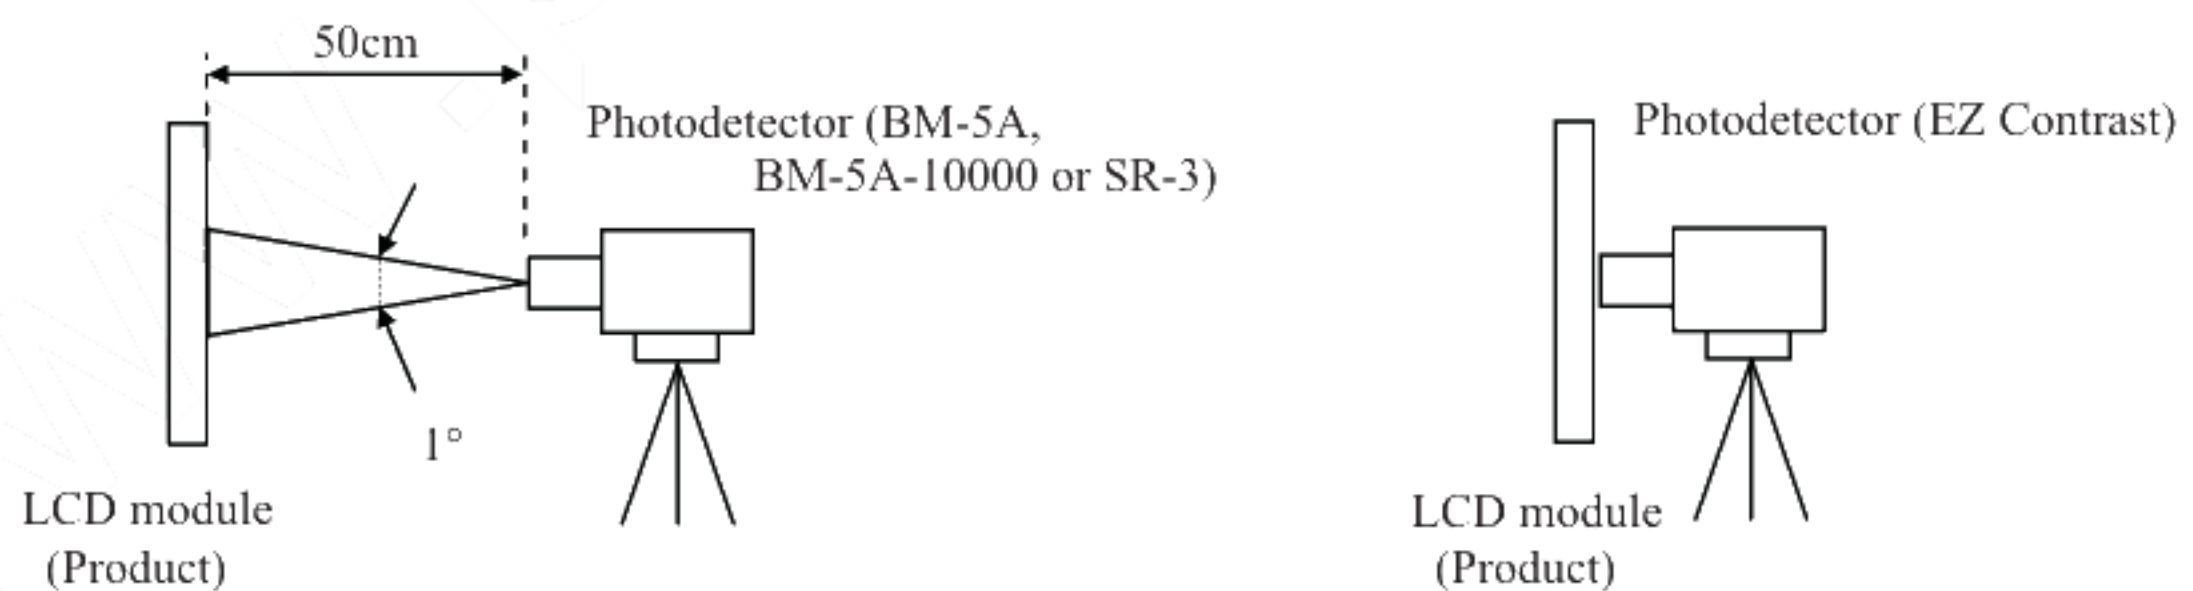 50cm
Photodetector (BM-5A,
BM-5A-10000 or SR-3)
1°
LCD module
(Product)
Photodetector (EZ Contrast)
LCD module
(Product)